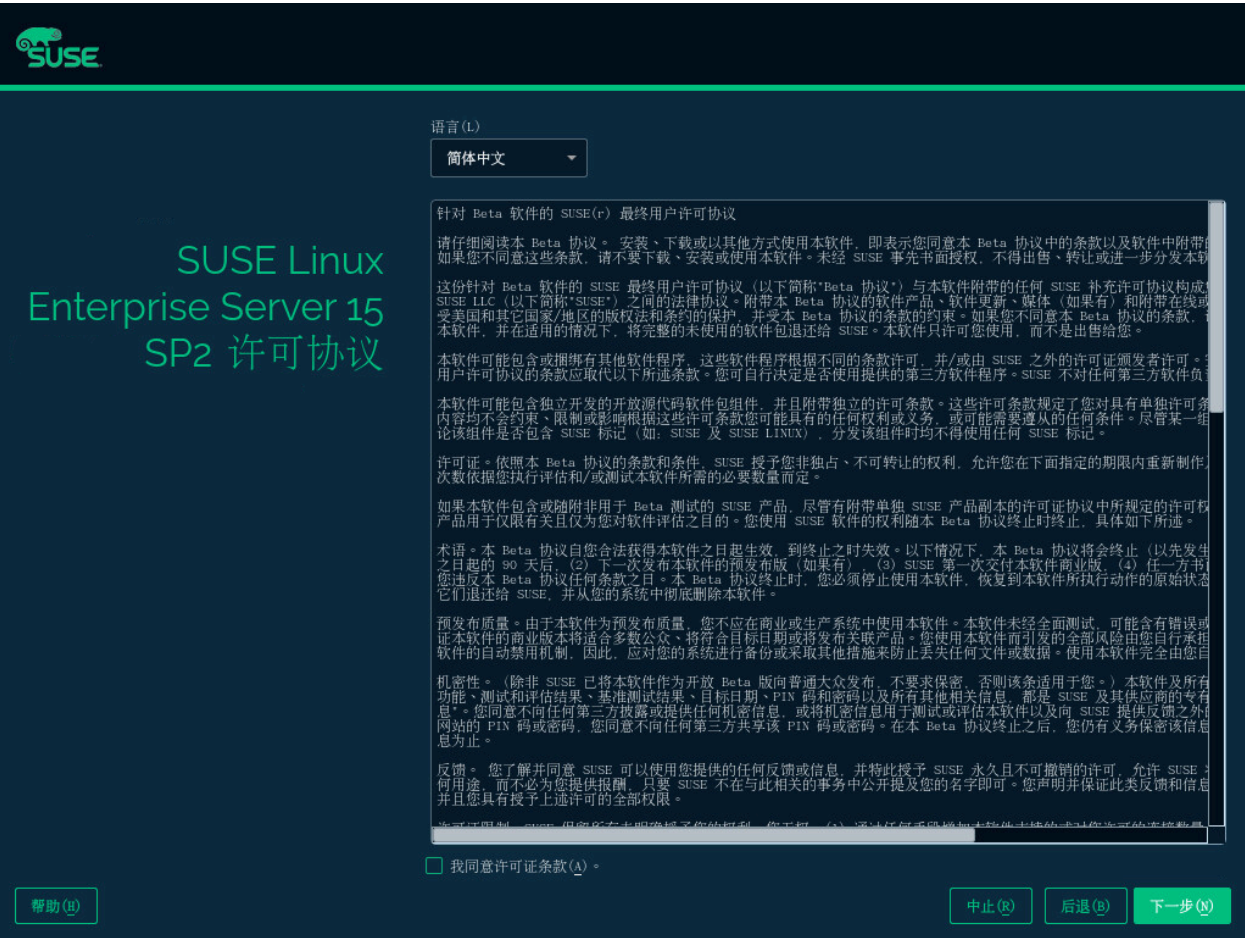 SUSE
语言(L)
简体中文
SUSE Linux
Enterprise Server 15
SP2 许可协议
针对 Beta 软件的 SUSE(r) 最终用户许可协议
请仔细阅读本 Beta 协议。 安装、下载或以其他方式使用本软件，即表示您同意本 Beta 协议中的条款以及软件中附带的
如果您不同意这些条款，请不要下载、安装或使用本软件。未经 SUSE 事先书面授权，不得出售、转让或进一步分发本软
这份针对 Beta 软件的 SUSE 最终用户许可协议（以下简称"Beta 协议"）与本软件附带的任何 SUSE 补充许可协议构成
SUSE LLC（以下简称"SUSE"）之间的法律协议。附带本 Beta 协议的软件产品、软件更新、媒体（如果有）和附带在线或
受美国和其它国家/地区的版权法和条约的保护，并受本 Beta 协议的条款的约束。如果您不同意本 Beta 协议的条款，
本软件，并在适用的情况下，将完整的未使用的软件包退还给 SUSE。本软件只许可您使用，而不是出售给您。
本软件可能包含或捆绑有其他软件程序，这些软件程序根据不同的条款许可，并/或由 SUSE 之外的许可证颁发者许可。
用户许可协议的条款应取代以下所述条款。您可自行决定是否使用提供的第三方软件程序。SUSE 不对任何第三方软件负
本软件可能包含独立开发的开放源代码软件包组件，并且附带独立的许可条款。这些许可条款规定了您对具有单独许可条
内容均不会约束、限制或影响根据这些许可条款您可能具有的任何权利或义务，或可能需要遵从的任何条件。尽管某一组
论该组件是否包含 SUSE 标记（如：SUSE 及 SUSE LINUX），分发该组件时均不得使用任何 SUSE 标记。
许可证。依照本 Beta 协议的条款和条件，SUSE 授予您非独占、不可转让的权利，允许您在下面指定的期限内重新制作
次数依据您执行评估和/或测试本软件所需的必要数量而定。
如果本软件包含或随附非用于 Beta 测试的 SUSE 产品，尽管有附带单独 SUSE 产品副本的许可证协议中所规定的许可权
产品用于仅限有关且仅为您对软件评估之目的。您使用 SUSE 软件的权利随本 Beta 协议终止时终止，具体如下所述。
术语。本 Beta 协议自您合法获得本软件之日起生效，到终止之时失效。以下情况下，本 Beta 协议将会终止（以先发生
之日起的 90 天后，(2) 下一次发布本软件的预发布版（如果有），(3) SUSE 第一次交付本软件商业版，(4) 任一方书
您违反本 Beta 协议任何条款之日。本 Beta 协议终止时，您必须停止使用本软件，恢复到本软件所执行动作的原始状态
它们退还给 SUSE，并从您的系统中彻底删除本软件。
预发布质量。由于本软件为预发布质量，您不应在商业或生产系统中使用本软件。本软件未经全面测试，可能含有错误或
证本软件的商业版本将适合多数公众、将符合目标日期或将发布关联产品。您使用本软件而引发的全部风险由您自行承担
软件的自动禁用机制，因此，应对您的系统进行备份或采取其他措施来防止丢失任何文件或数据。使用本软件完全由您自
机密性。（除非 SUSE 已将本软件作为开放 Beta 版向普通大众发布，不要求保密，否则该条适用于您。）本软件及所有
功能、测试和评估结果、基准测试结果、目标日期、PIN 码和密码以及所有其他相关信息，都是 SUSE 及其供应商的专有
息"。您同意不向任何第三方披露或提供任何机密信息，或将机密信息用于测试或评估本软件以及向 SUSE 提供反馈之外的
网站的 PIN 码或密码，您同意不向任何第三方共享该 PIN 码或密码。在本 Beta 协议终止之后，您仍有义务保密该信息
息为止。
反馈。 您了解并同意 SUSE 可以使用您提供的任何反馈或信息，并特此授予 SUSE 永久且不可撤销的许可，允许 SUSE
何用途，而不必为您提供报酬，只要 SUSE 不在与此相关的事务中公开提及您的名字即可。您声明并保证此类反馈和信息
并且您具有授予上述许可的全部权限。
我同意许可证条款(A)。
帮助(H)
中止(R)
后退(B)
下一步(N)